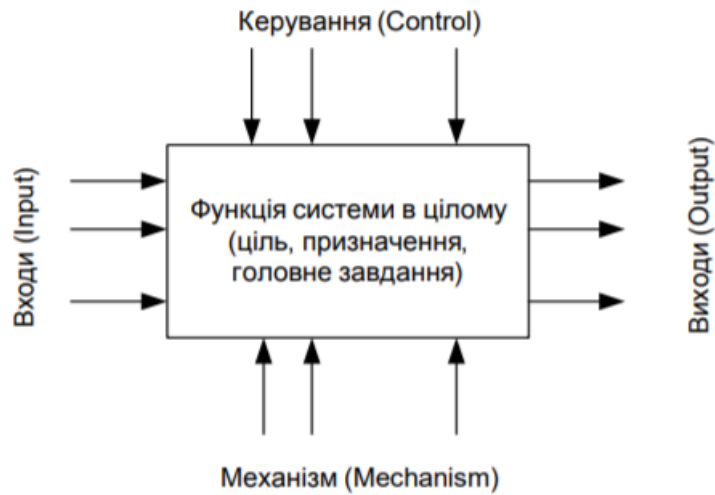 Керування (Control)
Входи (Input)
Функція системи в цілому
(ціль, призначення,
головне завдання)
Виходи (Output)
Механізм (Mechanism)